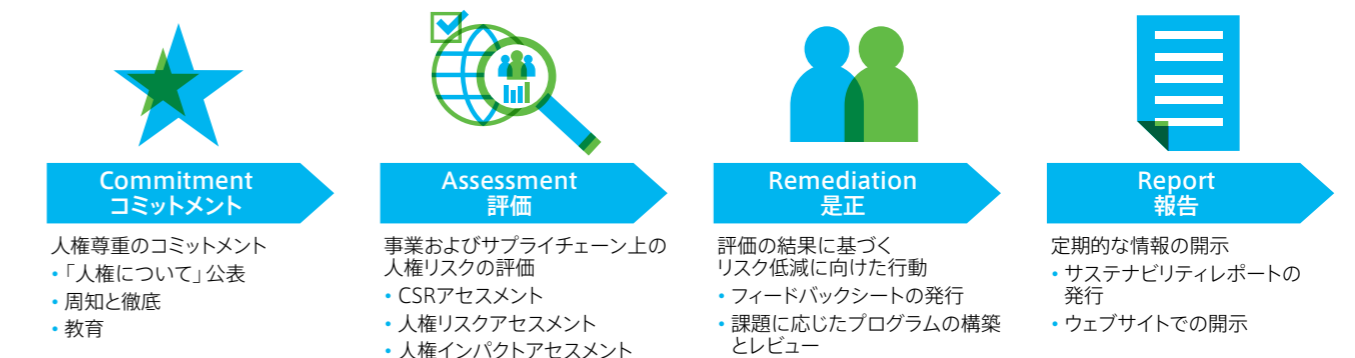 Commitment
コミットメント
人権尊重のコミットメント
・「人権について」公表
・周知と徹底
・教育
Assessment
評価
事業およびサプライチェーン上の
人権リスクの評価
・CSRアセスメント
・人権リスクアセスメント
・人権インパクトアセスメント
Remediation
是正
評価の結果に基づく
リスク低減に向けた行動
・フィードバックシートの発行
・課題に応じたプログラムの構築
とレビュー
Report
報告
定期的な情報の開示
・サステナビリティレポートの
発行
・ウェブサイトでの開示